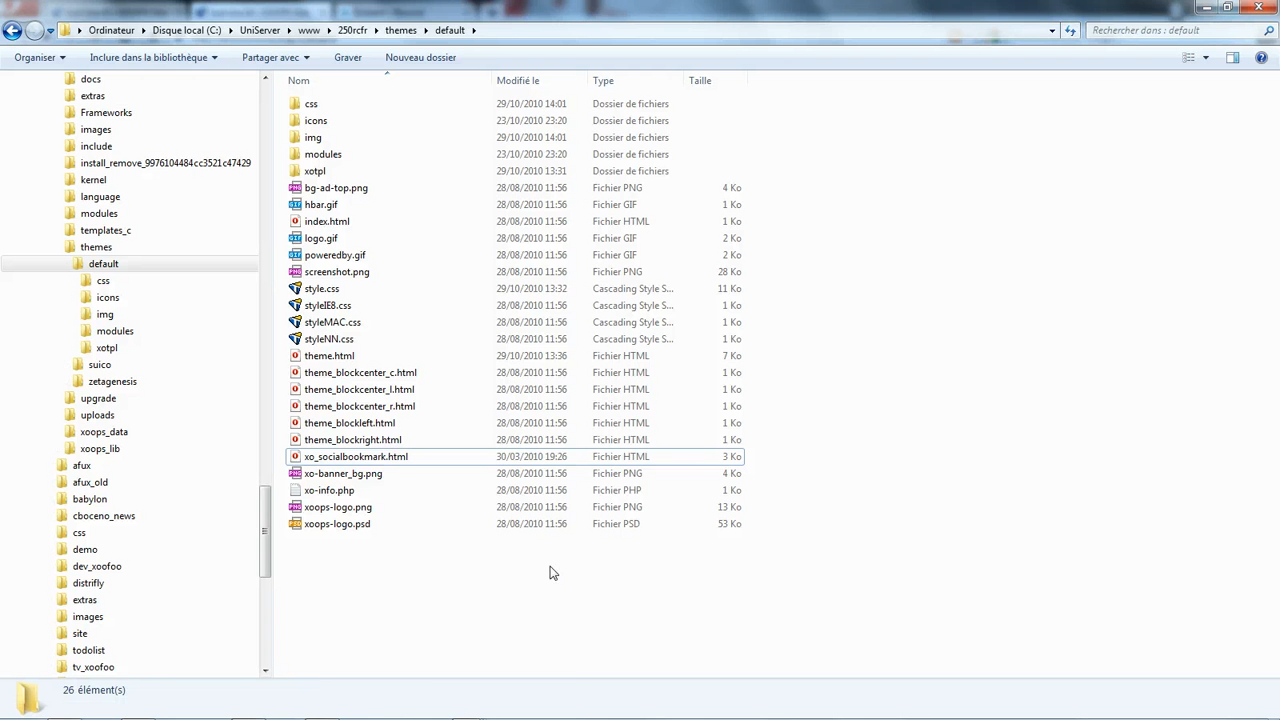 Ordinateur Disque local (C:) UniServer www 250rcfr themes default Rechercher dans : default
Organiser Inclure dans la bibliothèque Partager avec Graver Nouveau dossier
docs
extras
Frameworks
images
include
install_remove_9976104484cc3521c47429
kernel
language
modules
templates_c
themes
default
css
icons
img
modules
xotpl
suico
zetagenesis
upgrade
uploads
xoops_data
xoops_lib
afux
afux_old
babylon
cboceno_news
css
demo
dev_xoofoo
distrifly
extras
images
site
todolist
tv_xoofoo
Nom Modifié le Type Taille
css 29/10/2010 14:01 Dossier de fichiers
icons 23/10/2010 23:20 Dossier de fichiers
img 29/10/2010 14:01 Dossier de fichiers
modules 23/10/2010 23:20 Dossier de fichiers
xotpl 29/10/2010 13:31 Dossier de fichiers
bg-ad-top.png 28/08/2010 11:56 Fichier PNG 4 Ko
hbar.gif 28/08/2010 11:56 Fichier GIF 1 Ko
index.html 28/08/2010 11:56 Fichier HTML 1 Ko
logo.gif 28/08/2010 11:56 Fichier GIF 2 Ko
poweredby.gif 28/08/2010 11:56 Fichier GIF 2 Ko
screenshot.png 28/08/2010 11:56 Fichier PNG 28 Ko
style.css 29/10/2010 13:32 Cascading Style S... 11 Ko
styleIE8.css 28/08/2010 11:56 Cascading Style S... 1 Ko
styleMAC.css 28/08/2010 11:56 Cascading Style S... 1 Ko
styleNN.css 28/08/2010 11:56 Cascading Style S... 1 Ko
theme.html 29/10/2010 13:36 Fichier HTML 7 Ko
theme_blockcenter_c.html 28/08/2010 11:56 Fichier HTML 1 Ko
theme_blockcenter_l.html 28/08/2010 11:56 Fichier HTML 1 Ko
theme_blockcenter_r.html 28/08/2010 11:56 Fichier HTML 1 Ko
theme_blockleft.html 28/08/2010 11:56 Fichier HTML 1 Ko
theme_blockright.html 28/08/2010 11:56 Fichier HTML 1 Ko
xo_socialbookmark.html 30/03/2010 19:26 Fichier HTML 3 Ko
xo-banner_bg.png 28/08/2010 11:56 Fichier PNG 4 Ko
xo-info.php 28/08/2010 11:56 Fichier PHP 1 Ko
xoops-logo.png 28/08/2010 11:56 Fichier PNG 13 Ko
xoops-logo.psd 28/08/2010 11:56 Fichier PSD 53 Ko
26 élément(s)